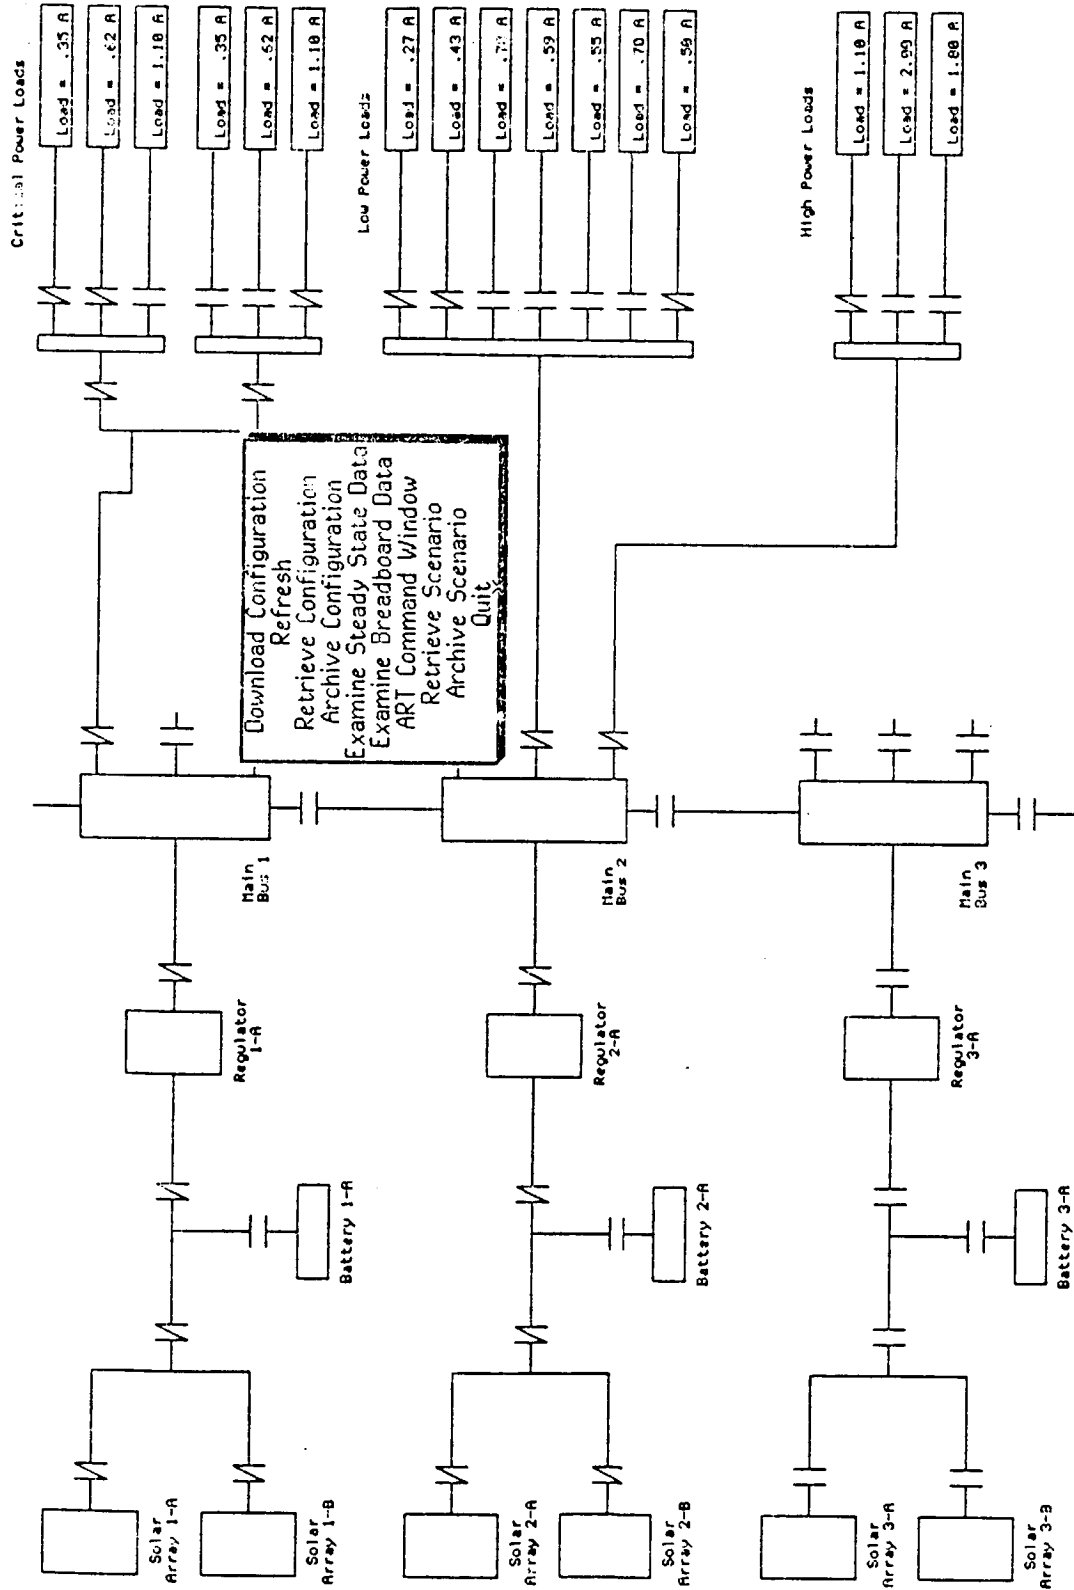 Critical Power Loads
Load = .35 A
Load = .62 A
Load = 1.10 A
Load = .35 A
Load = .62 A
Load = 1.10 A
Solar
Array 1-A
Solar
Array 1-B
Battery 1-A
Regulator
1-A
Main
Bus 1
Download Configuration
Refresh
Retrieve Configuration
Archive Configuration
Examine Steady State Data
Examine Breadboard Data
ART Command Window
Retrieve Scenario
Archive Scenario
Quit
Low Power Loads
Load = .27 A
Load = .43 A
Load = A
Load = .59 A
Load = .55 A
Load = .70 A
Load = .50 A
Solar
Array 2-A
Solar
Array 2-B
Battery 2-A
Regulator
2-A
Main
Bus 2
High Power Loads
Load = 1.10 A
Load = 2.99 A
Load = 1.80 A
Solar
Array 3-A
Solar
Array 3-B
Battery 3-A
Regulator
3-A
Main
Bus 3